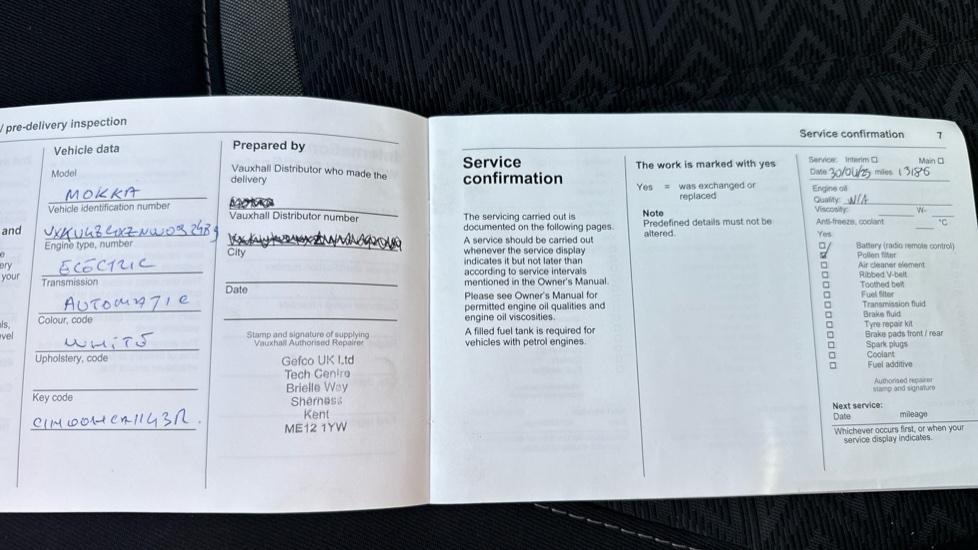 / pre-delivery inspection
and
your
Vehicle data
Model
MOKKA
Vehicle identification number
Engine type, number
ECECTRIC
Transmission
AUTOMATIC
Colour, code
WHITE
Upholstery, code
Key code
Prepared by
Vauxhall Distributor who made the
delivery
Vauxhall Distributor number
City
Date
Stamp and signature of supplying
Vauxhall Authorised Repairer
Gefco UK Ltd
Tech Centre
Brielle Way
Sherness
Kent
ME12 1YW
Service confirmation 7
Service
confirmation
The servicing carried out is
documented on the following pages.
A service should be carried out
whenever the service display
indicates it but not later than
according to service intervals
mentioned in the Owner's Manual.
Please see Owner's Manual for
permitted engine oil qualities and
engine oil viscosities.
A filled fuel tank is required for
vehicles with petrol engines.
The work is marked with yes
Yes = was exchanged or
replaced
Note
Predefined details must not be
altered.
Service: Interim □ Main □
Date 30/04/25 miles 13186
Engine oil
Quality: N/A
Viscosity: W-
Anti-freeze, coolant °C
Yes
Battery (radio remote control)
Pollen filter
□ Air cleaner element
□ Ribbed V-belt
□ Toothed belt
□ Fuel filter
□ Transmission fluid
□ Brake fluid
□ Tyre repair kit
□ Brake pads front / rear
□ Spark plugs
□ Coolant
□ Fuel additive
Authorised repairer
stamp and signature
Next service:
Date mileage
Whichever occurs first, or when your
service display indicates.